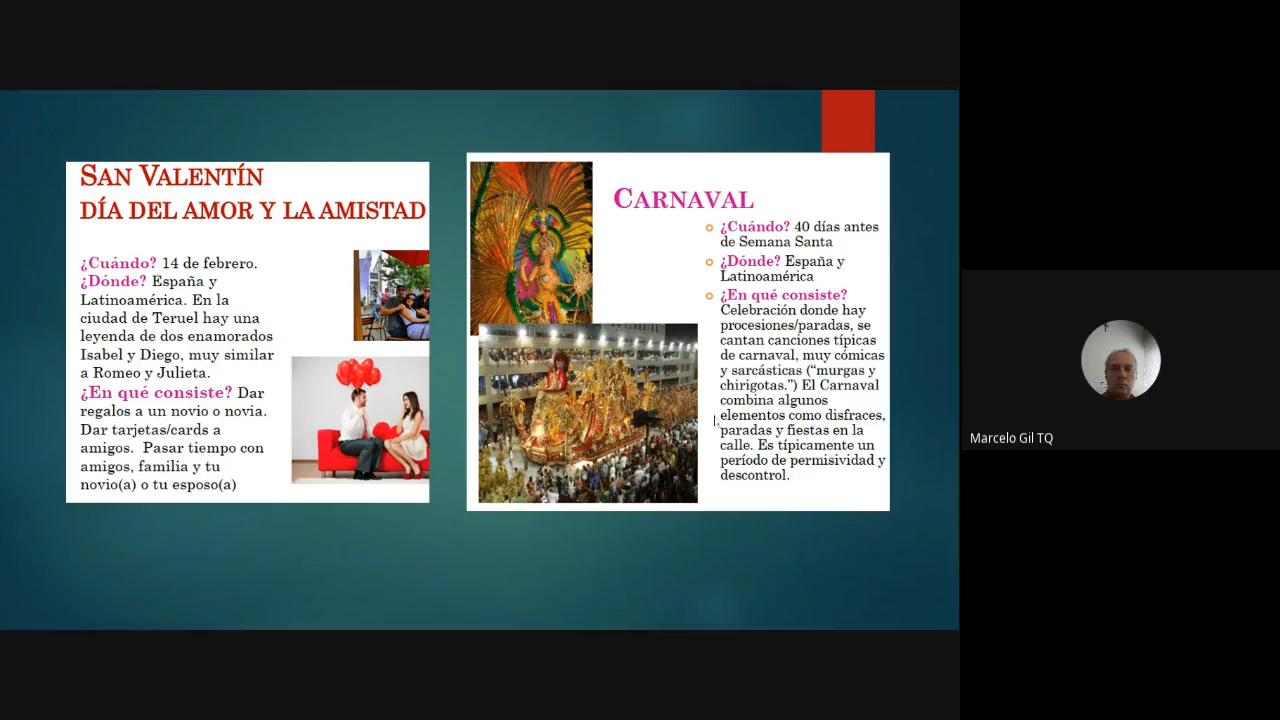 SAN VALENTÍN
DÍA DEL AMOR Y LA AMISTAD
¿Cuándo? 14 de febrero.
¿Dónde? España y
Latinoamérica. En la
ciudad de Teruel hay una
leyenda de dos enamorados
Isabel y Diego, muy similar
a Romeo y Julieta.
¿En qué consiste? Dar
regalos a un novio o novia.
Dar tarjetas/cards a
amigos. Pasar tiempo con
amigos, familia y tu
novio(a) o tu esposo(a)
CARNAVAL
¿Cuándo? 40 días antes
de Semana Santa
¿Dónde? España y
Latinoamérica
¿En qué consiste?
Celebración donde hay
procesiones/paradas, se
cantan canciones típicas
de carnaval, muy cómicas
y sarcásticas (“murgas y
chirigotas.”) El Carnaval
combina algunos
elementos como disfraces,
paradas y fiestas en la
calle. Es típicamente un
período de permisividad y
descontrol.
Marcelo Gil TQ